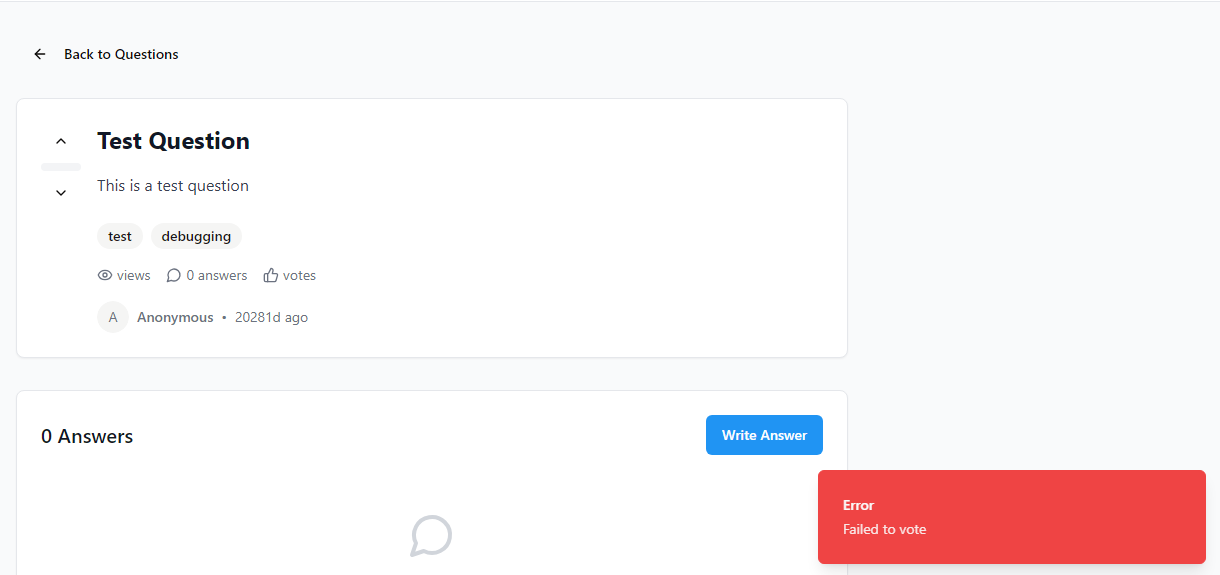 Back to Questions
Test Question
This is a test question
test debugging
views 0 answers votes
A Anonymous • 20281d ago
0 Answers
Write Answer
Error
Failed to vote